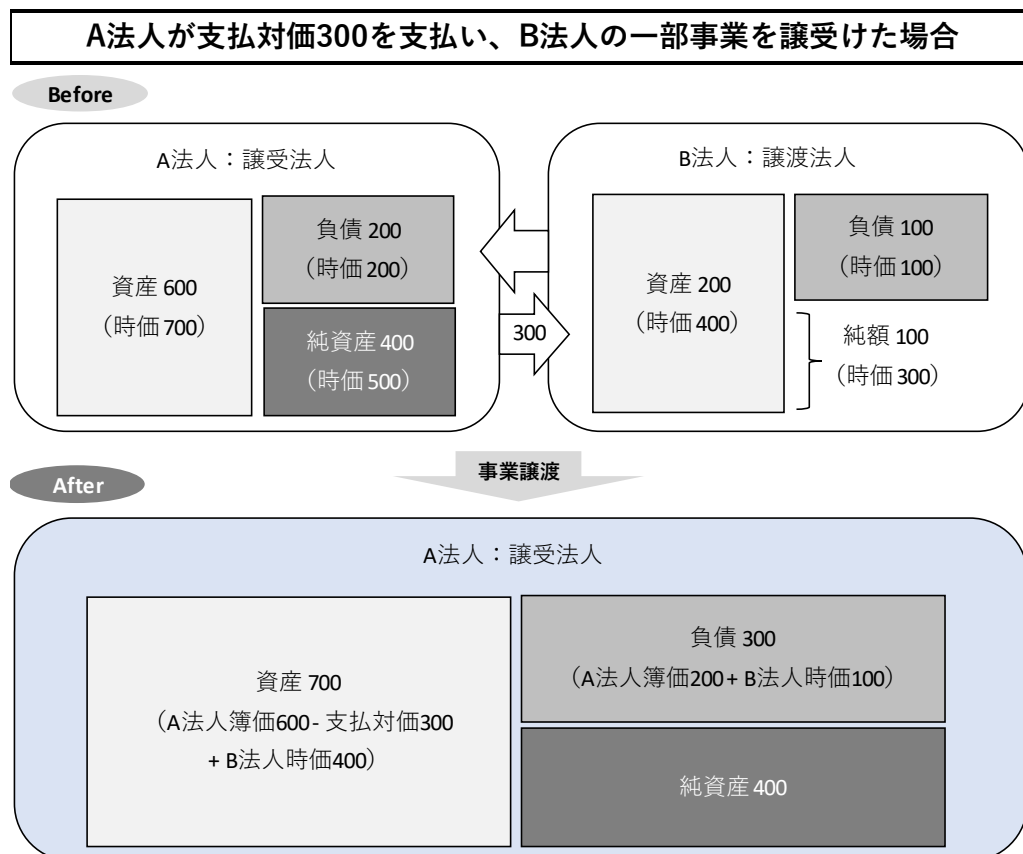 A法人が支払対価300を支払い、B法人の一部事業を譲受けた場合
Before
A法人：譲受法人
資産 600
（時価 700）
負債 200
（時価 200）
純資産 400
（時価 500）
300
B法人：譲渡法人
資産 200
（時価 400）
負債 100
（時価 100）
純額 100
（時価 300）
事業譲渡
After
A法人：譲受法人
資産 700
（A法人簿価600 - 支払対価300
+ B法人時価400）
負債 300
（A法人簿価200 + B法人時価100）
純資産 400